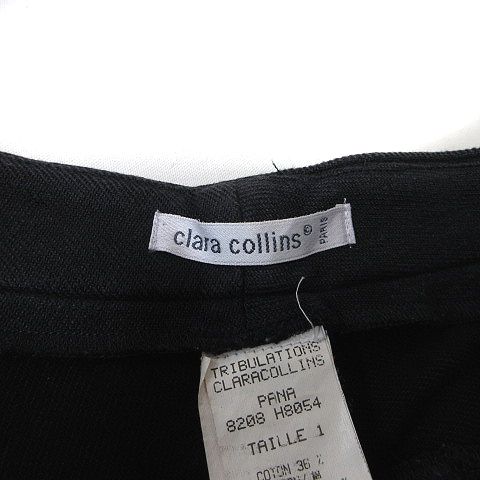 clara collins © PARIS
TRIBULATIONS
CLARACOLLINS
PANA
8208 H8054
TAILLE 1
COTON 36 %